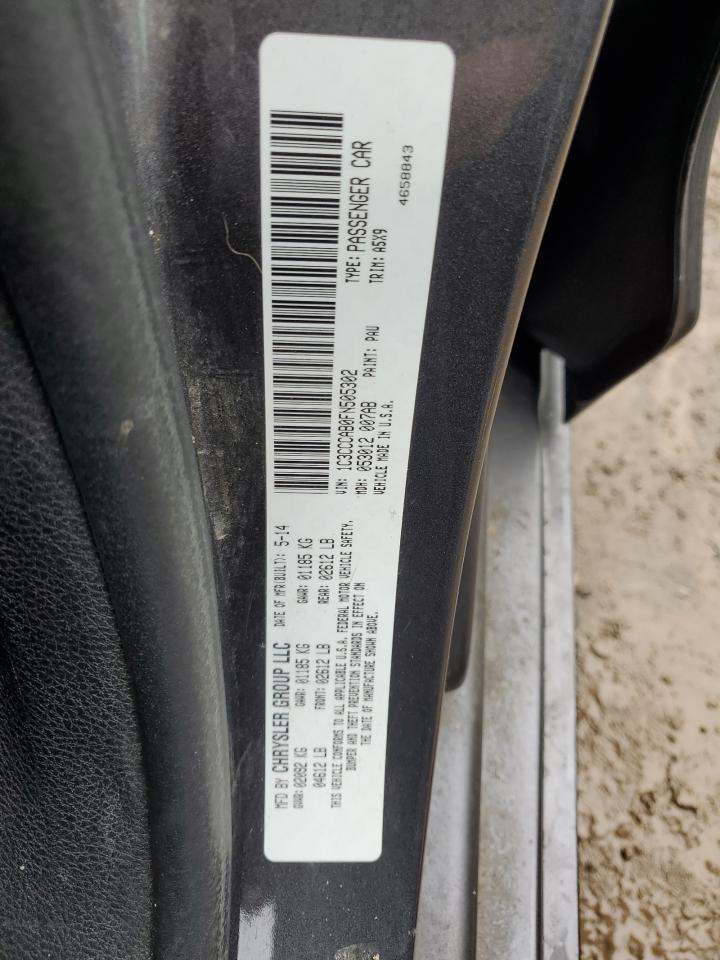 MFD BY CHRYSLER GROUP LLC DATE OF MFR(BUILT): 5-14
GVWR: 02092 KG GAWR: 01185 KG GAWR: 01185 KG
04612 LB FRONT: 02612 LB REAR: 02612 LB
THIS VEHICLE CONFORMS TO ALL APPLICABLE U.S.A. FEDERAL MOTOR VEHICLE SAFETY,
BUMPER AND THEFT PREVENTION STANDARDS IN EFFECT ON
THE DATE OF MANUFACTURE SHOWN ABOVE.
VIN: 1C3CCCAB0FN505302 TYPE: PASSENGER CAR
MDH: 053012 007AB PAINT: PAU TRIM: A5X9
VEHICLE MADE IN U.S.A.
4658843